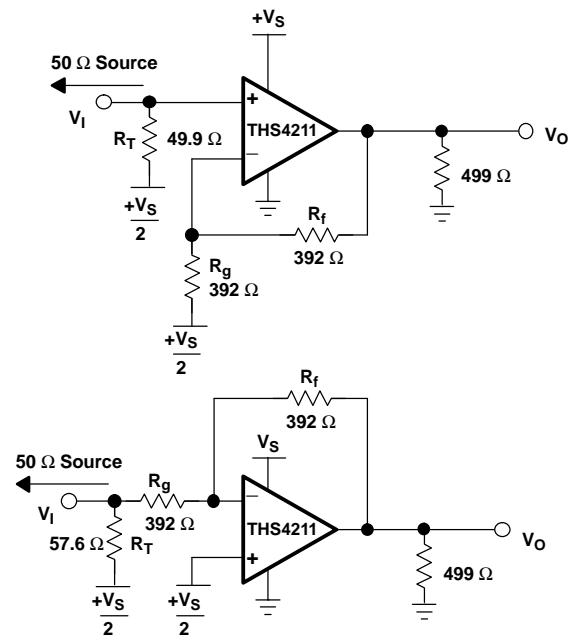 +VS
50 Ω Source
VI
RT
49.9 Ω
+VS
2
+
THS4211
−
VO
499 Ω
Rf
392 Ω
Rg
392 Ω
+VS
2
Rf
392 Ω
VS
50 Ω Source
Rg
392 Ω
VI
57.6 Ω
RT
+VS
2
+VS
2
−
THS4211
+
VO
499 Ω